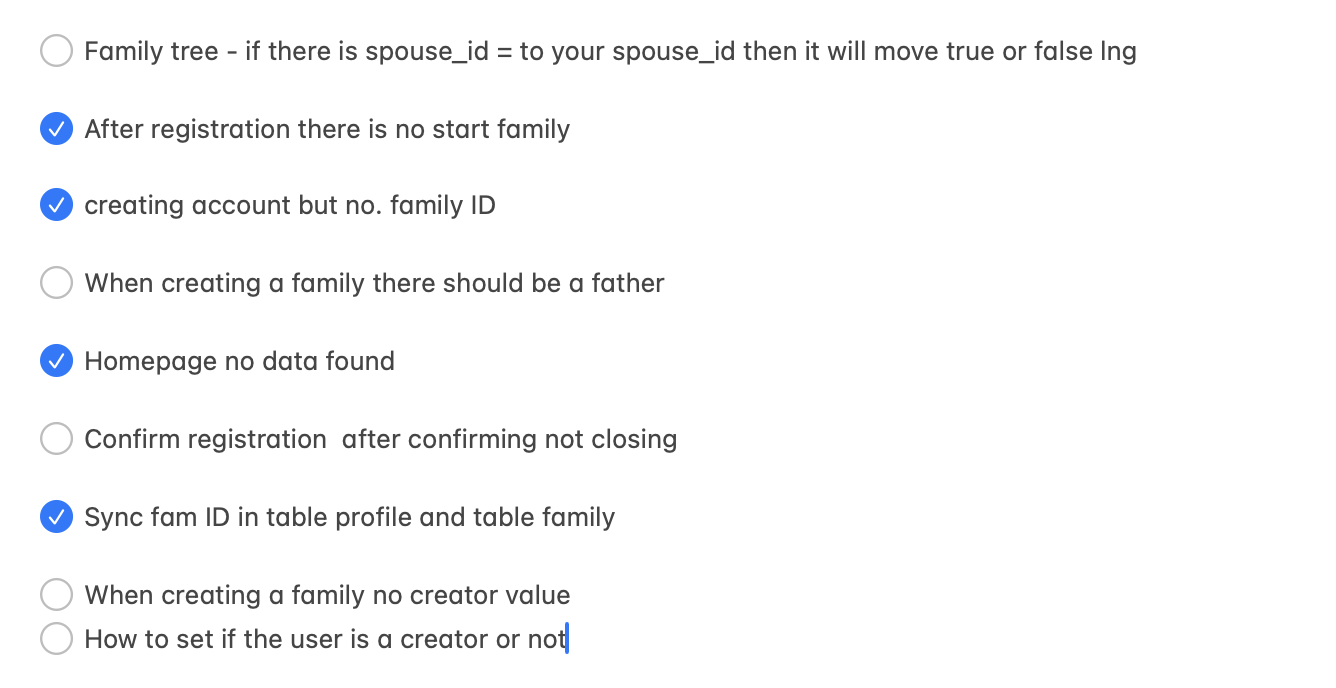 Family tree - if there is spouse_id = to your spouse_id then it will move true or false lng
After registration there is no start family
creating account but no. family ID
When creating a family there should be a father
Homepage no data found
Confirm registration  after confirming not closing
Sync fam ID in table profile and table family
When creating a family no creator value
How to set if the user is a creator or not